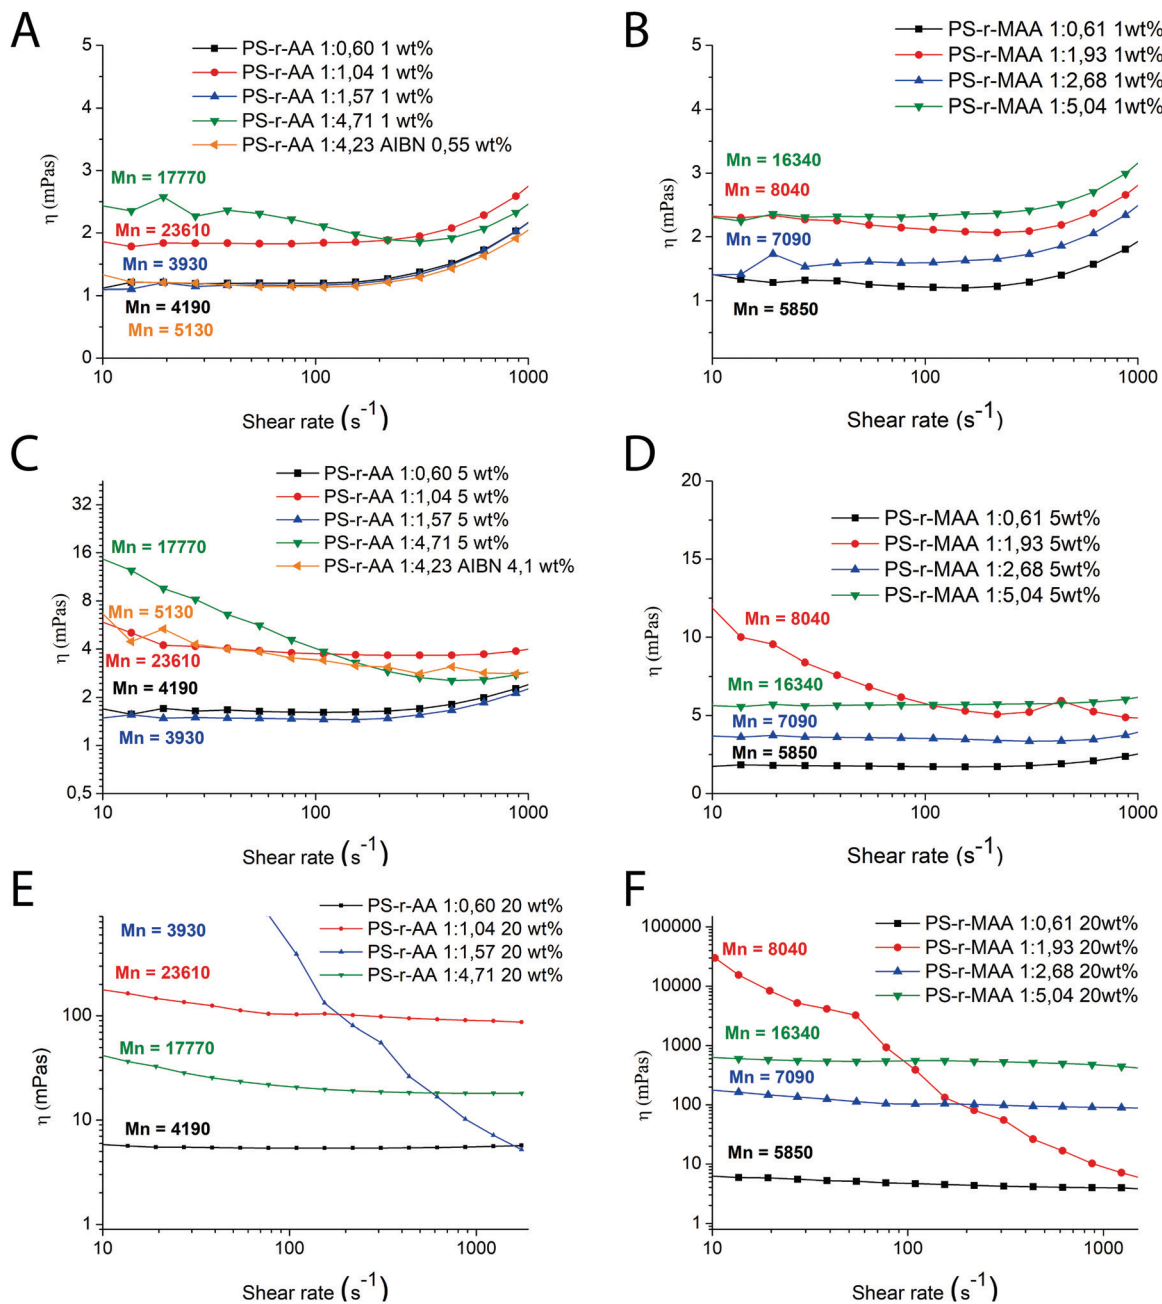 A
PS-r-AA 1:0,60 1 wt%
PS-r-AA 1:1,04 1 wt%
PS-r-AA 1:1,57 1 wt%
PS-r-AA 1:4,71 1 wt%
PS-r-AA 1:4,23 AIBN 0,55 wt%
Mn = 17770
Mn = 23610
Mn = 3930
Mn = 4190
Mn = 5130
η (mPas)
5
4
3
2
1
0
10 100 1000
Shear rate (s⁻¹)
B
PS-r-MAA 1:0,61 1wt%
PS-r-MAA 1:1,93 1wt%
PS-r-MAA 1:2,68 1wt%
PS-r-MAA 1:5,04 1wt%
Mn = 16340
Mn = 8040
Mn = 7090
Mn = 5850
η (mPas)
5
4
3
2
1
10 100 1000
Shear rate (s⁻¹)
C
PS-r-AA 1:0,60 5 wt%
PS-r-AA 1:1,04 5 wt%
PS-r-AA 1:1,57 5 wt%
PS-r-AA 1:4,71 5 wt%
PS-r-AA 1:4,23 AIBN 4,1 wt%
Mn = 17770
Mn = 5130
Mn = 23610
Mn = 4190
Mn = 3930
η (mPas)
32
16
8
4
2
1
0,5
10 100 1000
Shear rate (s⁻¹)
D
PS-r-MAA 1:0,61 5wt%
PS-r-MAA 1:1,93 5wt%
PS-r-MAA 1:2,68 5wt%
PS-r-MAA 1:5,04 5wt%
Mn = 8040
Mn = 16340
Mn = 7090
Mn = 5850
η (mPas)
20
15
10
5
0
10 100 1000
Shear rate (s⁻¹)
E
PS-r-AA 1:0,60 20 wt%
PS-r-AA 1:1,04 20 wt%
PS-r-AA 1:1,57 20 wt%
PS-r-AA 1:4,71 20 wt%
Mn = 3930
Mn = 23610
Mn = 17770
Mn = 4190
η (mPas)
100
10
1
10 100 1000
Shear rate (s⁻¹)
F
PS-r-MAA 1:0,61 20wt%
PS-r-MAA 1:1,93 20wt%
PS-r-MAA 1:2,68 20wt%
PS-r-MAA 1:5,04 20wt%
Mn = 8040
Mn = 16340
Mn = 7090
Mn = 5850
η (mPas)
100000
10000
1000
100
10
1
10 100 1000
Shear rate (s⁻¹)